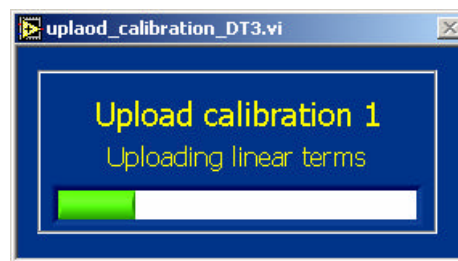 uplaod_calibration_DT3.vi
Upload calibration 1
Uploading linear terms